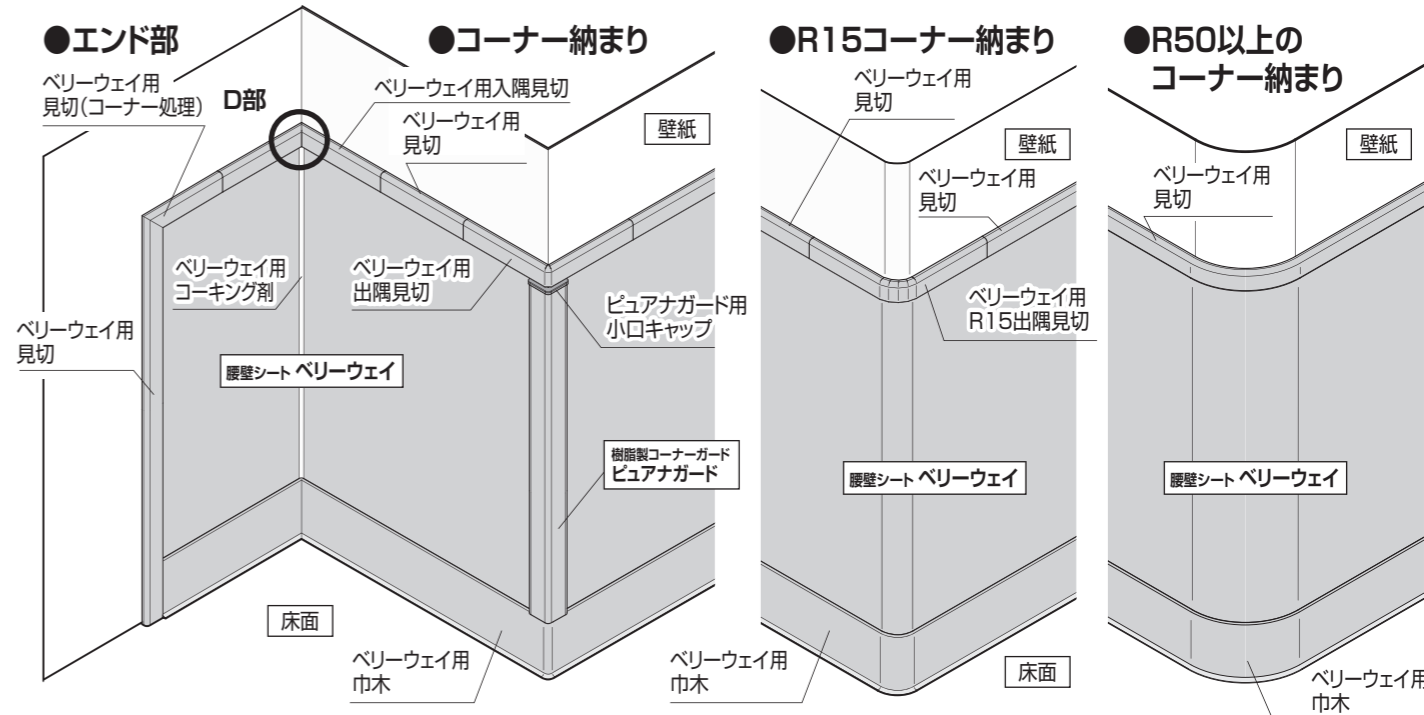 ●エンド部
ベリーウェイ用
見切(コーナー処理)
D部
ベリーウェイ用
コーキング剤
ベリーウェイ用
見切
腰壁シート ベリーウェイ
床面
●コーナー納まり
ベリーウェイ用入隅見切
ベリーウェイ用
見切
壁紙
ベリーウェイ用
出隅見切
ピュアナガード用
小口キャップ
樹脂製コーナーガード
ピュアナガード
ベリーウェイ用
巾木
●R15コーナー納まり
ベリーウェイ用
見切
壁紙
ベリーウェイ用
見切
ベリーウェイ用
R15出隅見切
腰壁シート ベリーウェイ
ベリーウェイ用
巾木
床面
●R50以上の
コーナー納まり
壁紙
ベリーウェイ用
見切
腰壁シート ベリーウェイ
ベリーウェイ用
巾木